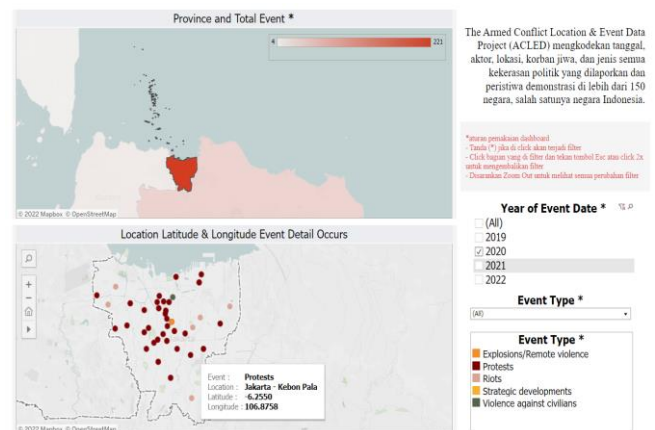 Province and Total Event *
4
221
© 2022 Mapbox © OpenStreetMap
The Armed Conflict Location & Event Data
Project (ACLED) mengkodekan tanggal,
aktor, lokasi, korban jiwa, dan jenis semua
kekerasan politik yang dilaporkan dan
peristiwa demonstrasi di lebih dari 150
negara, salah satunya negara Indonesia.
*aturan pemakaian dashboard
- Tanda (*) jika di click akan terjadi filter
- Click bagian yang di filter dan tekan tombol Esc atau click 2x
untuk mengembalikan filter
- Disarankan Zoom Out untuk melihat semua perubahan filter
Year of Event Date *
(All)
2019
2020
2021
2022
Event Type *
(All)
Event Type *
Explosions/Remote violence
Protests
Riots
Strategic developments
Violence against civilians
Location Latitude & Longitude Event Detail Occurs
Event : Protests
Location : Jakarta - Kebon Pala
Latitude : -6.2550
Longitude : 106.8758
© 2022 Mapbox © OpenStreetMap